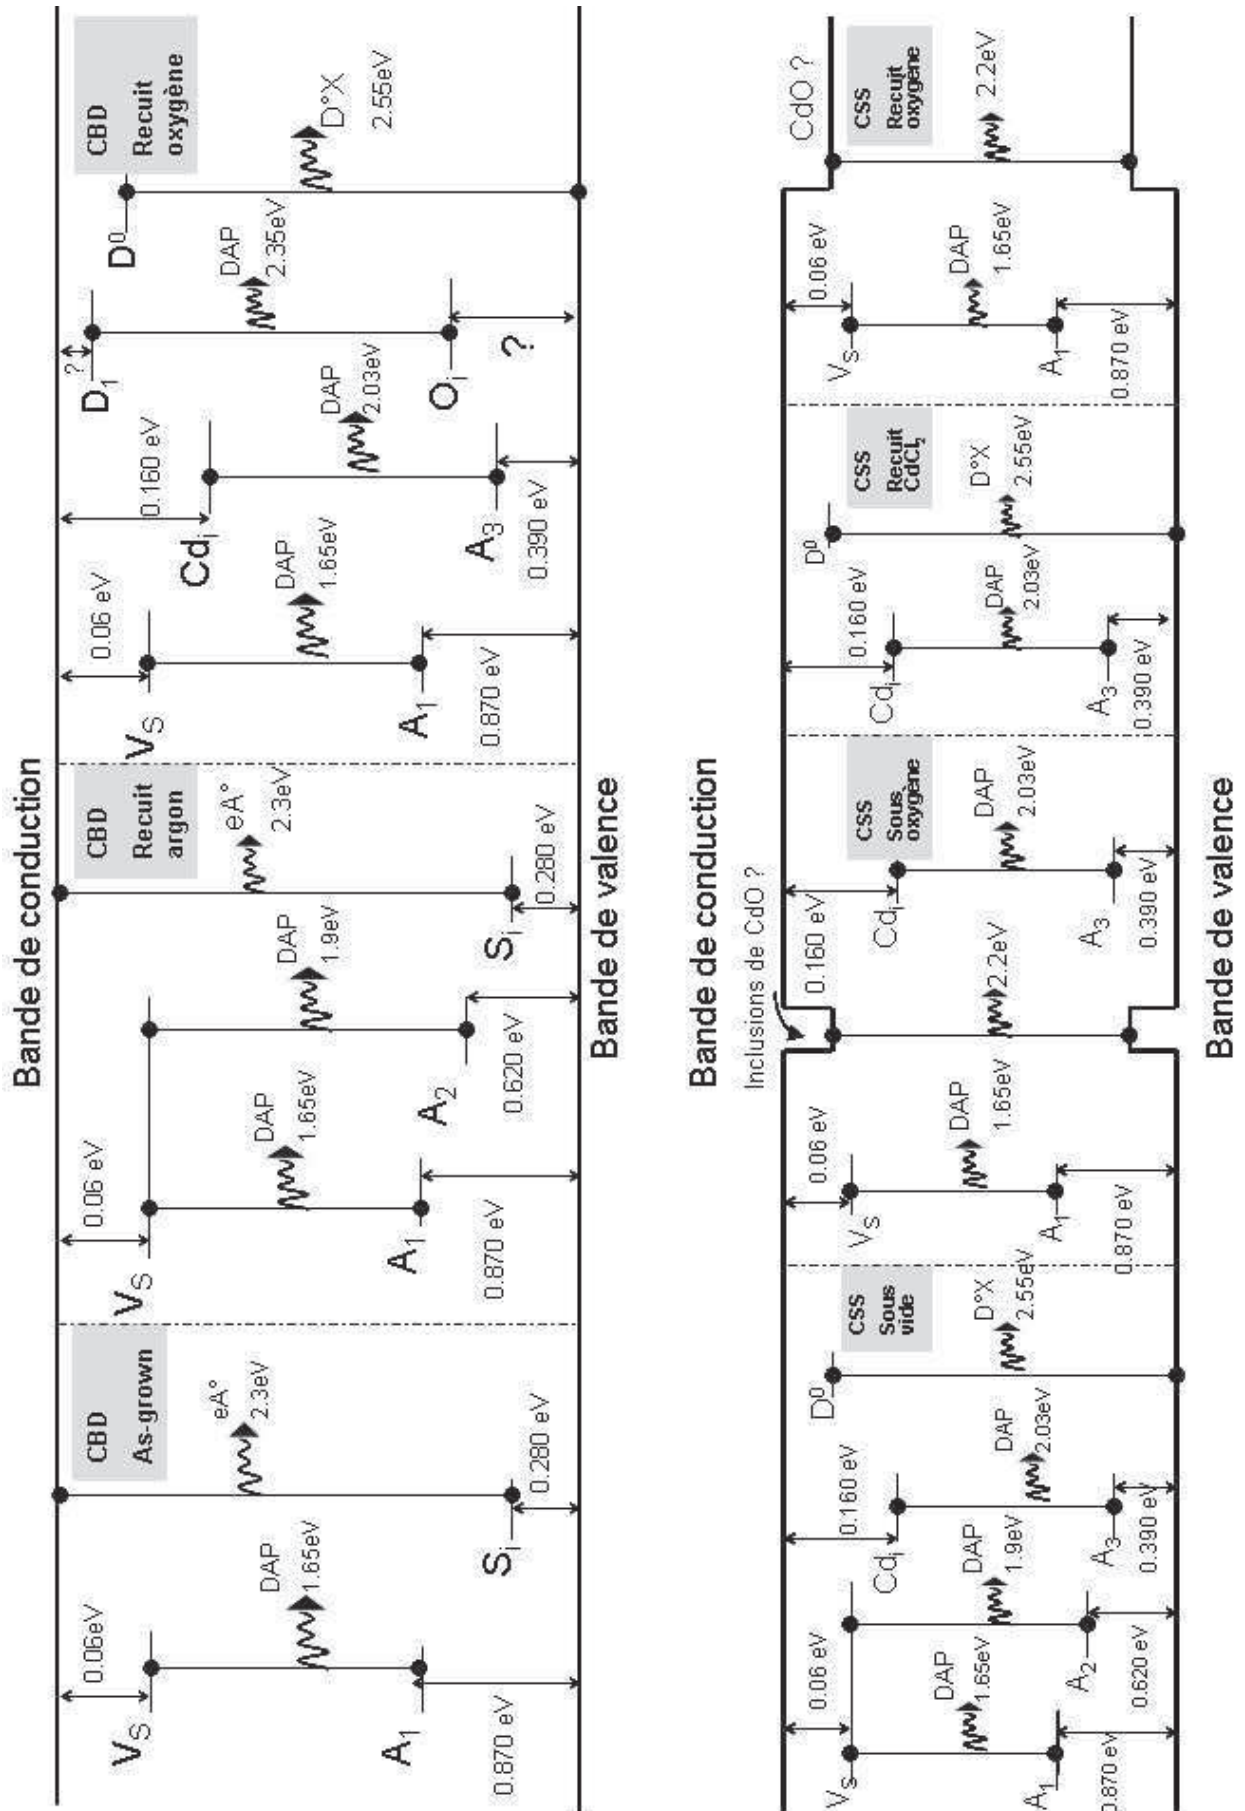 Bande de conduction
CBD
As-grown
V_S
0.06eV
DAP
1.65eV
A_1
0.870 eV
eA°
2.3eV
S_i
0.280 eV
CBD
Recuit
argon
V_S
0.06 eV
DAP
1.65eV
A_1
0.870 eV
DAP
1.9eV
A_2
0.620 eV
eA°
2.3eV
S_i
0.280 eV
CBD
Recuit
oxygène
V_S
0.06 eV
DAP
1.65eV
A_1
0.870 eV
Cd_i
0.160 eV
DAP
2.03eV
A_3
0.390 eV
D_1
?
DAP
2.35eV
O_i
?
D^0
D°X
2.55eV
Bande de valence
Bande de conduction
CSS
Sous
vide
V_S
0.06 eV
DAP
1.65eV
A_1
0.870 eV
DAP
1.9eV
A_2
0.620 eV
Cd_i
0.160 eV
DAP
2.03eV
A_3
0.390 eV
D^0
D°X
2.55eV
Inclusions de CdO ?
CSS
Sous
oxygène
V_S
0.06 eV
DAP
1.65eV
A_1
0.870 eV
2.2eV
Cd_i
0.160 eV
DAP
2.03eV
A_3
0.390 eV
CSS
Recuit
CdCl_2
Cd_i
0.160 eV
DAP
2.03eV
A_3
0.390 eV
D^0
D°X
2.55eV
CSS
Recuit
oxygène
V_S
0.06 eV
DAP
1.65eV
A_1
0.870 eV
CdO ?
2.2eV
Bande de valence